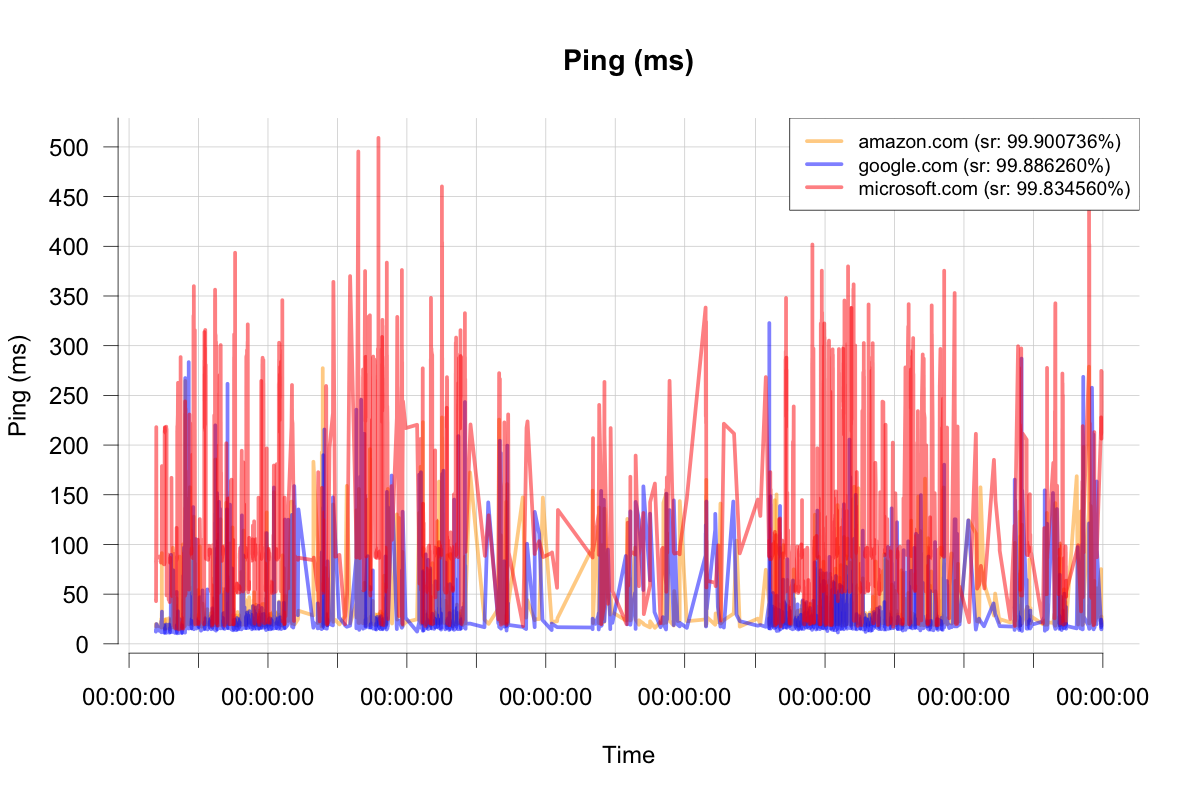 Ping (ms)
amazon.com (sr: 99.900736%)
google.com (sr: 99.886260%)
microsoft.com (sr: 99.834560%)
500
450
400
350
300
250
200
150
100
50
0
Ping (ms)
00:00:00 00:00:00 00:00:00 00:00:00 00:00:00 00:00:00 00:00:00 00:00:00
Time